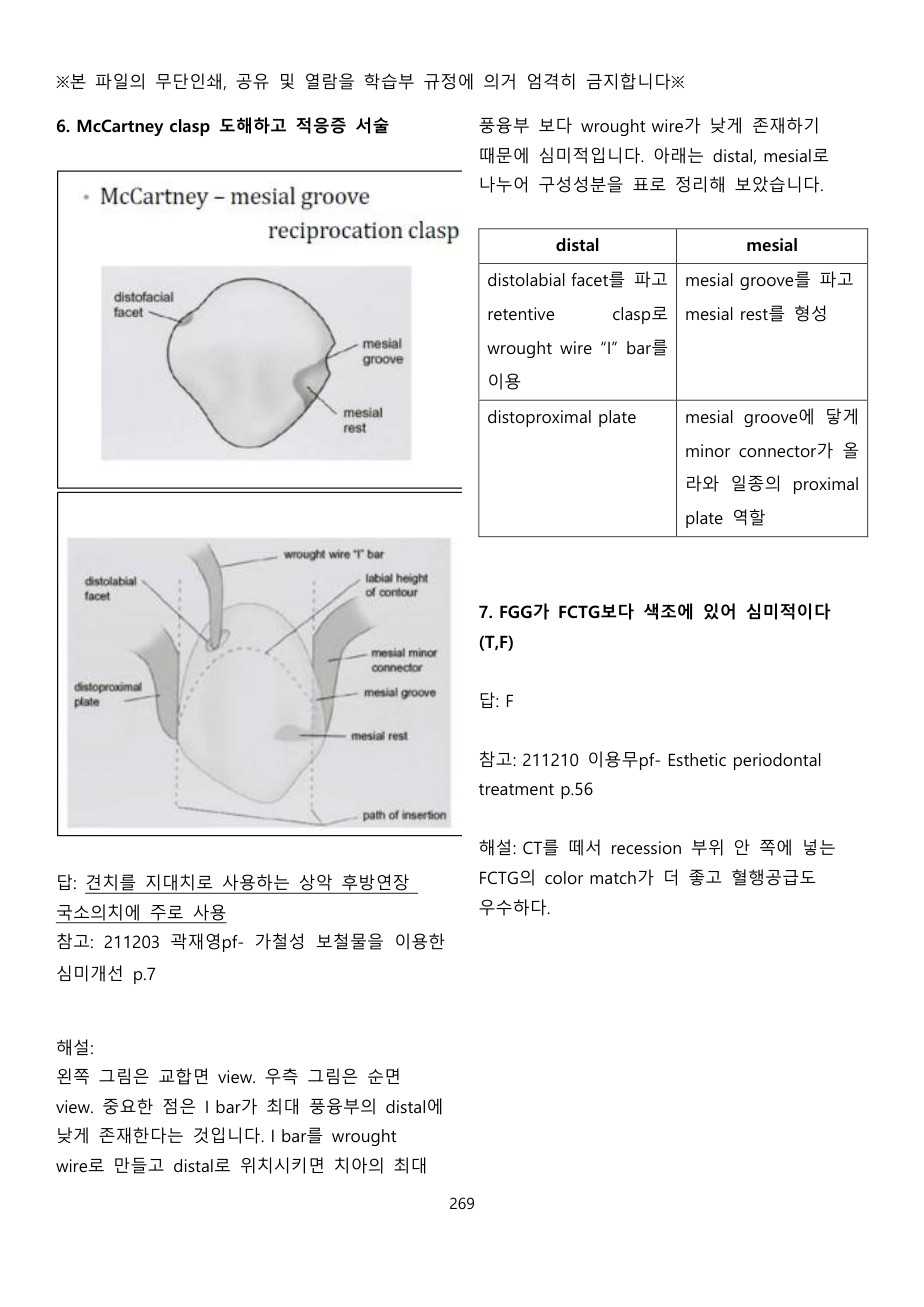 ※본 파일의 무단인쇄, 공유 및 열람을 학습부 규정에 의거 엄격히 금지합니다※
6. McCartney clasp 도해하고 적응증 서술
• McCartney – mesial groove
reciprocation clasp
distofacial
facet
mesial
groove
mesial
rest
wrought wire "I" bar
distolabial
facet
labial height
of contour
mesial minor
connector
distoproximal
plate
mesial groove
mesial rest
path of insertion
답: 견치를 지대치로 사용하는 상악 후방연장
국소의치에 주로 사용
참고: 211203 곽재영pf- 가철성 보철물을 이용한
심미개선 p.7
해설:
왼쪽 그림은 교합면 view. 우측 그림은 순면
view. 중요한 점은 I bar가 최대 풍융부의 distal에
낮게 존재한다는 것입니다. I bar를 wrought
wire로 만들고 distal로 위치시키면 치아의 최대
풍융부 보다 wrought wire가 낮게 존재하기
때문에 심미적입니다. 아래는 distal, mesial로
나누어 구성성분을 표로 정리해 보았습니다.
distal
mesial
distolabial facet를 파고
retentive clasp로
wrought wire “I” bar를
이용
mesial groove를 파고
mesial rest를 형성
distoproximal plate
mesial groove에 닿게
minor connector가 올
라와 일종의 proximal
plate 역할
7. FGG가 FCTG보다 색조에 있어 심미적이다
(T,F)
답: F
참고: 211210 이용무pf- Esthetic periodontal
treatment p.56
해설: CT를 떼서 recession 부위 안 쪽에 넣는
FCTG의 color match가 더 좋고 혈행공급도
우수하다.
269